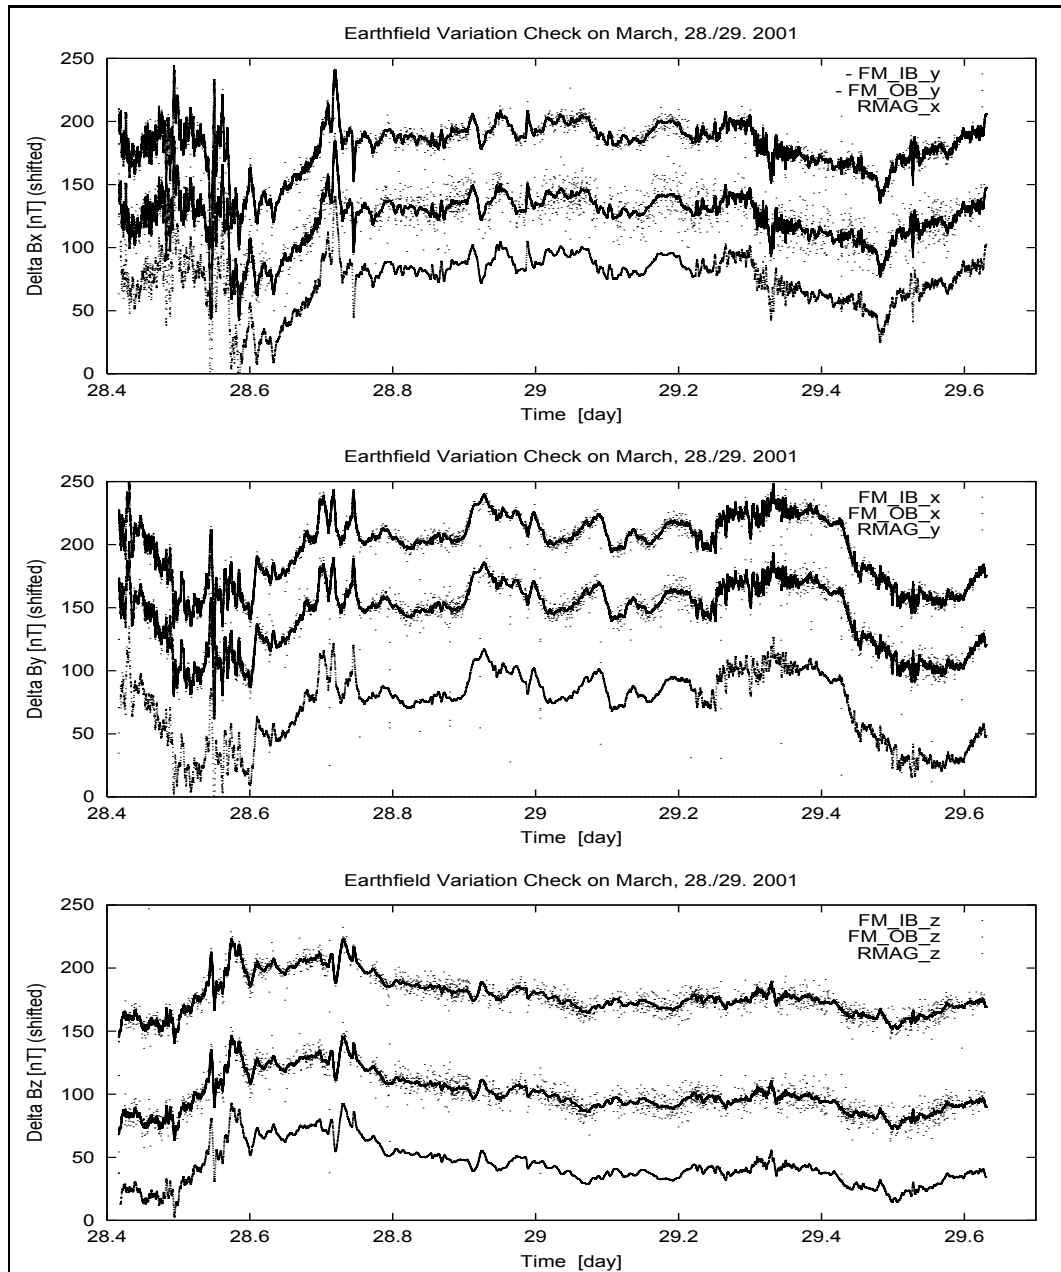 Earthfield Variation Check on March, 28./29. 2001
250
200
150
100
50
0
Delta Bx [nT] (shifted)
- FM_IB_y
- FM_OB_y
RMAG_x
28.4 28.6 28.8 29 29.2 29.4 29.6
Time [day]
Earthfield Variation Check on March, 28./29. 2001
250
200
150
100
50
0
Delta By [nT] (shifted)
FM_IB_x
FM_OB_x
RMAG_y
28.4 28.6 28.8 29 29.2 29.4 29.6
Time [day]
Earthfield Variation Check on March, 28./29. 2001
250
200
150
100
50
0
Delta Bz [nT] (shifted)
FM_IB_z
FM_OB_z
RMAG_z
28.4 28.6 28.8 29 29.2 29.4 29.6
Time [day]